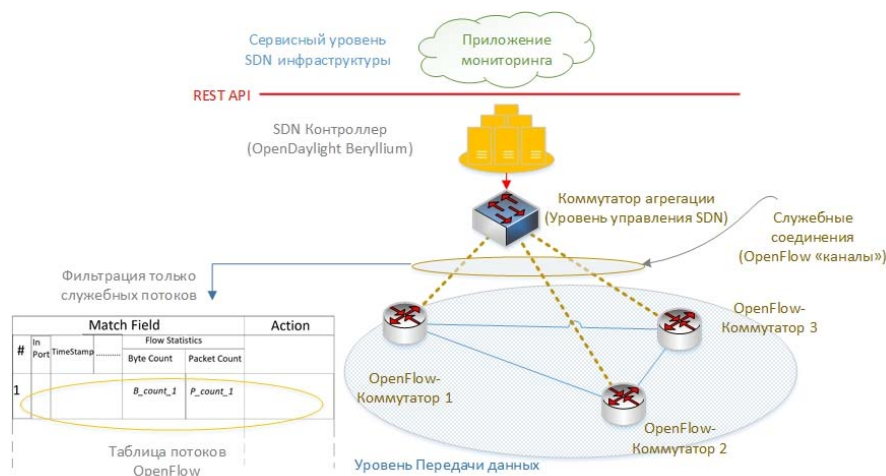 Сервисный уровень
SDN инфраструктуры
Приложение
мониторинга
REST API
SDN Контроллер
(OpenDaylight Beryllium)
Коммутатор агрегации
(Уровень управления SDN)
Служебные
соединения
(OpenFlow «каналы»)
Фильтрация только
служебных потоков
Match Field
Action
#
In
Port
TimeStamp
Flow Statistics
Byte Count
Packet Count
1
B_count_1
P_count_1
Таблица потоков
OpenFlow
OpenFlow-
Коммутатор 1
OpenFlow-
Коммутатор 3
OpenFlow-
Коммутатор 2
Уровень Передачи данных